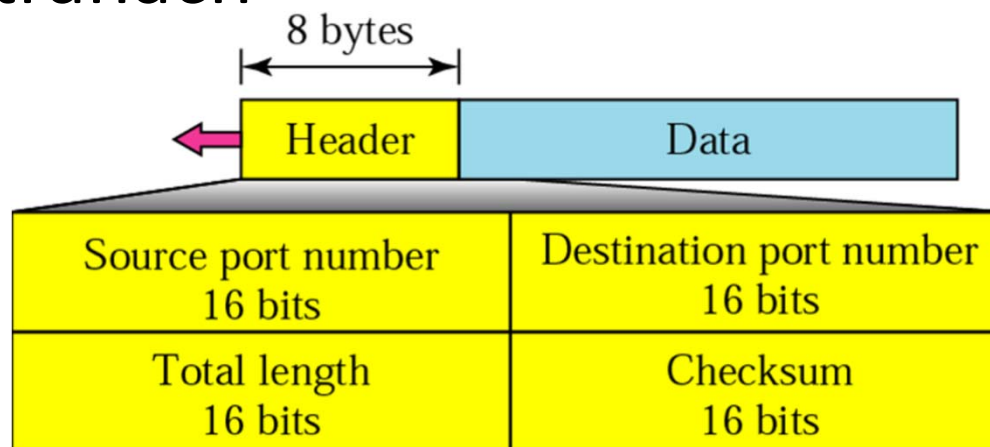 8 bytes
Header Data
Source port number Destination port number
16 bits 16 bits
Total length Checksum
16 bits 16 bits